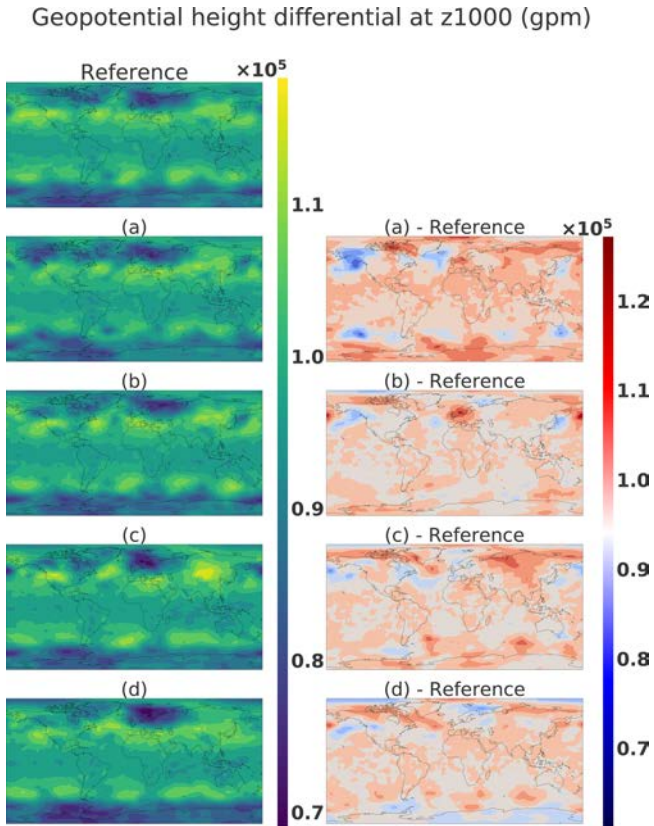 Geopotential height differential at z1000 (gpm)
Reference
×10⁵
1.1
1.0
0.9
0.8
0.7
(a)
(b)
(c)
(d)
(a) - Reference
×10⁵
(b) - Reference
(c) - Reference
(d) - Reference
1.2
1.1
1.0
0.9
0.8
0.7